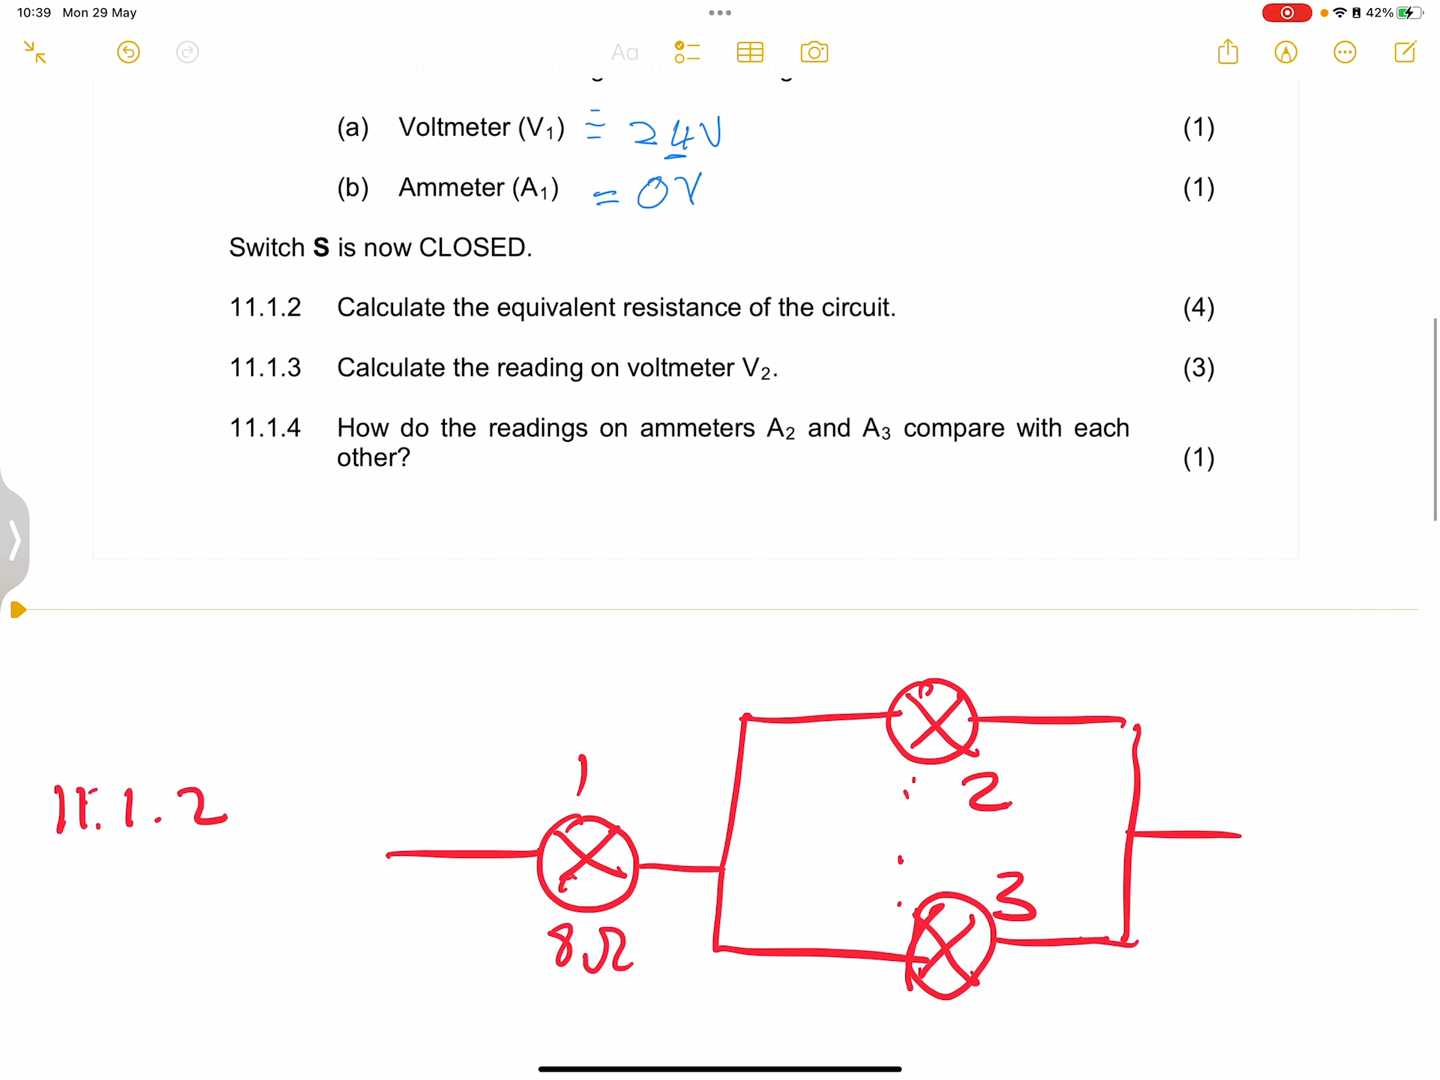 10:39 Mon 29 May
42%
Aa
(a) Voltmeter (V₁) = 24V (1)
(b) Ammeter (A₁) = 0V (1)
Switch S is now CLOSED.
11.1.2 Calculate the equivalent resistance of the circuit. (4)
11.1.3 Calculate the reading on voltmeter V₂. (3)
11.1.4 How do the readings on ammeters A₂ and A₃ compare with each
other? (1)
1
2
11.1.2
3
8Ω